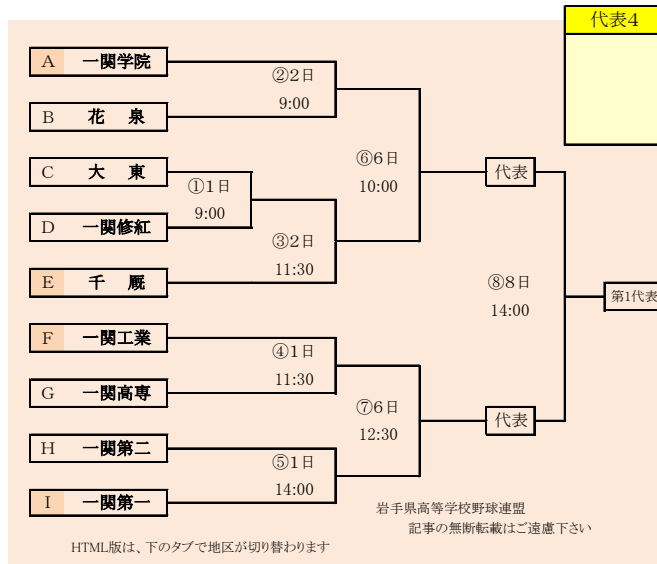 代表4
A 一関学院
②2日
9:00
B 花 泉
⑥6日
10:00
C 大 東
①1日
9:00
代表
D 一関修紅
③2日
11:30
E 千 厩
⑧8日
14:00
第1代表
F 一関工業
④1日
11:30
G 一関高専
⑦6日
12:30
代表
H 一関第二
⑤1日
14:00
I 一関第一
岩手県高等学校野球連盟
記事の無断転載はご遠慮下さい
HTML版は、下のタブで地区が切り替わります